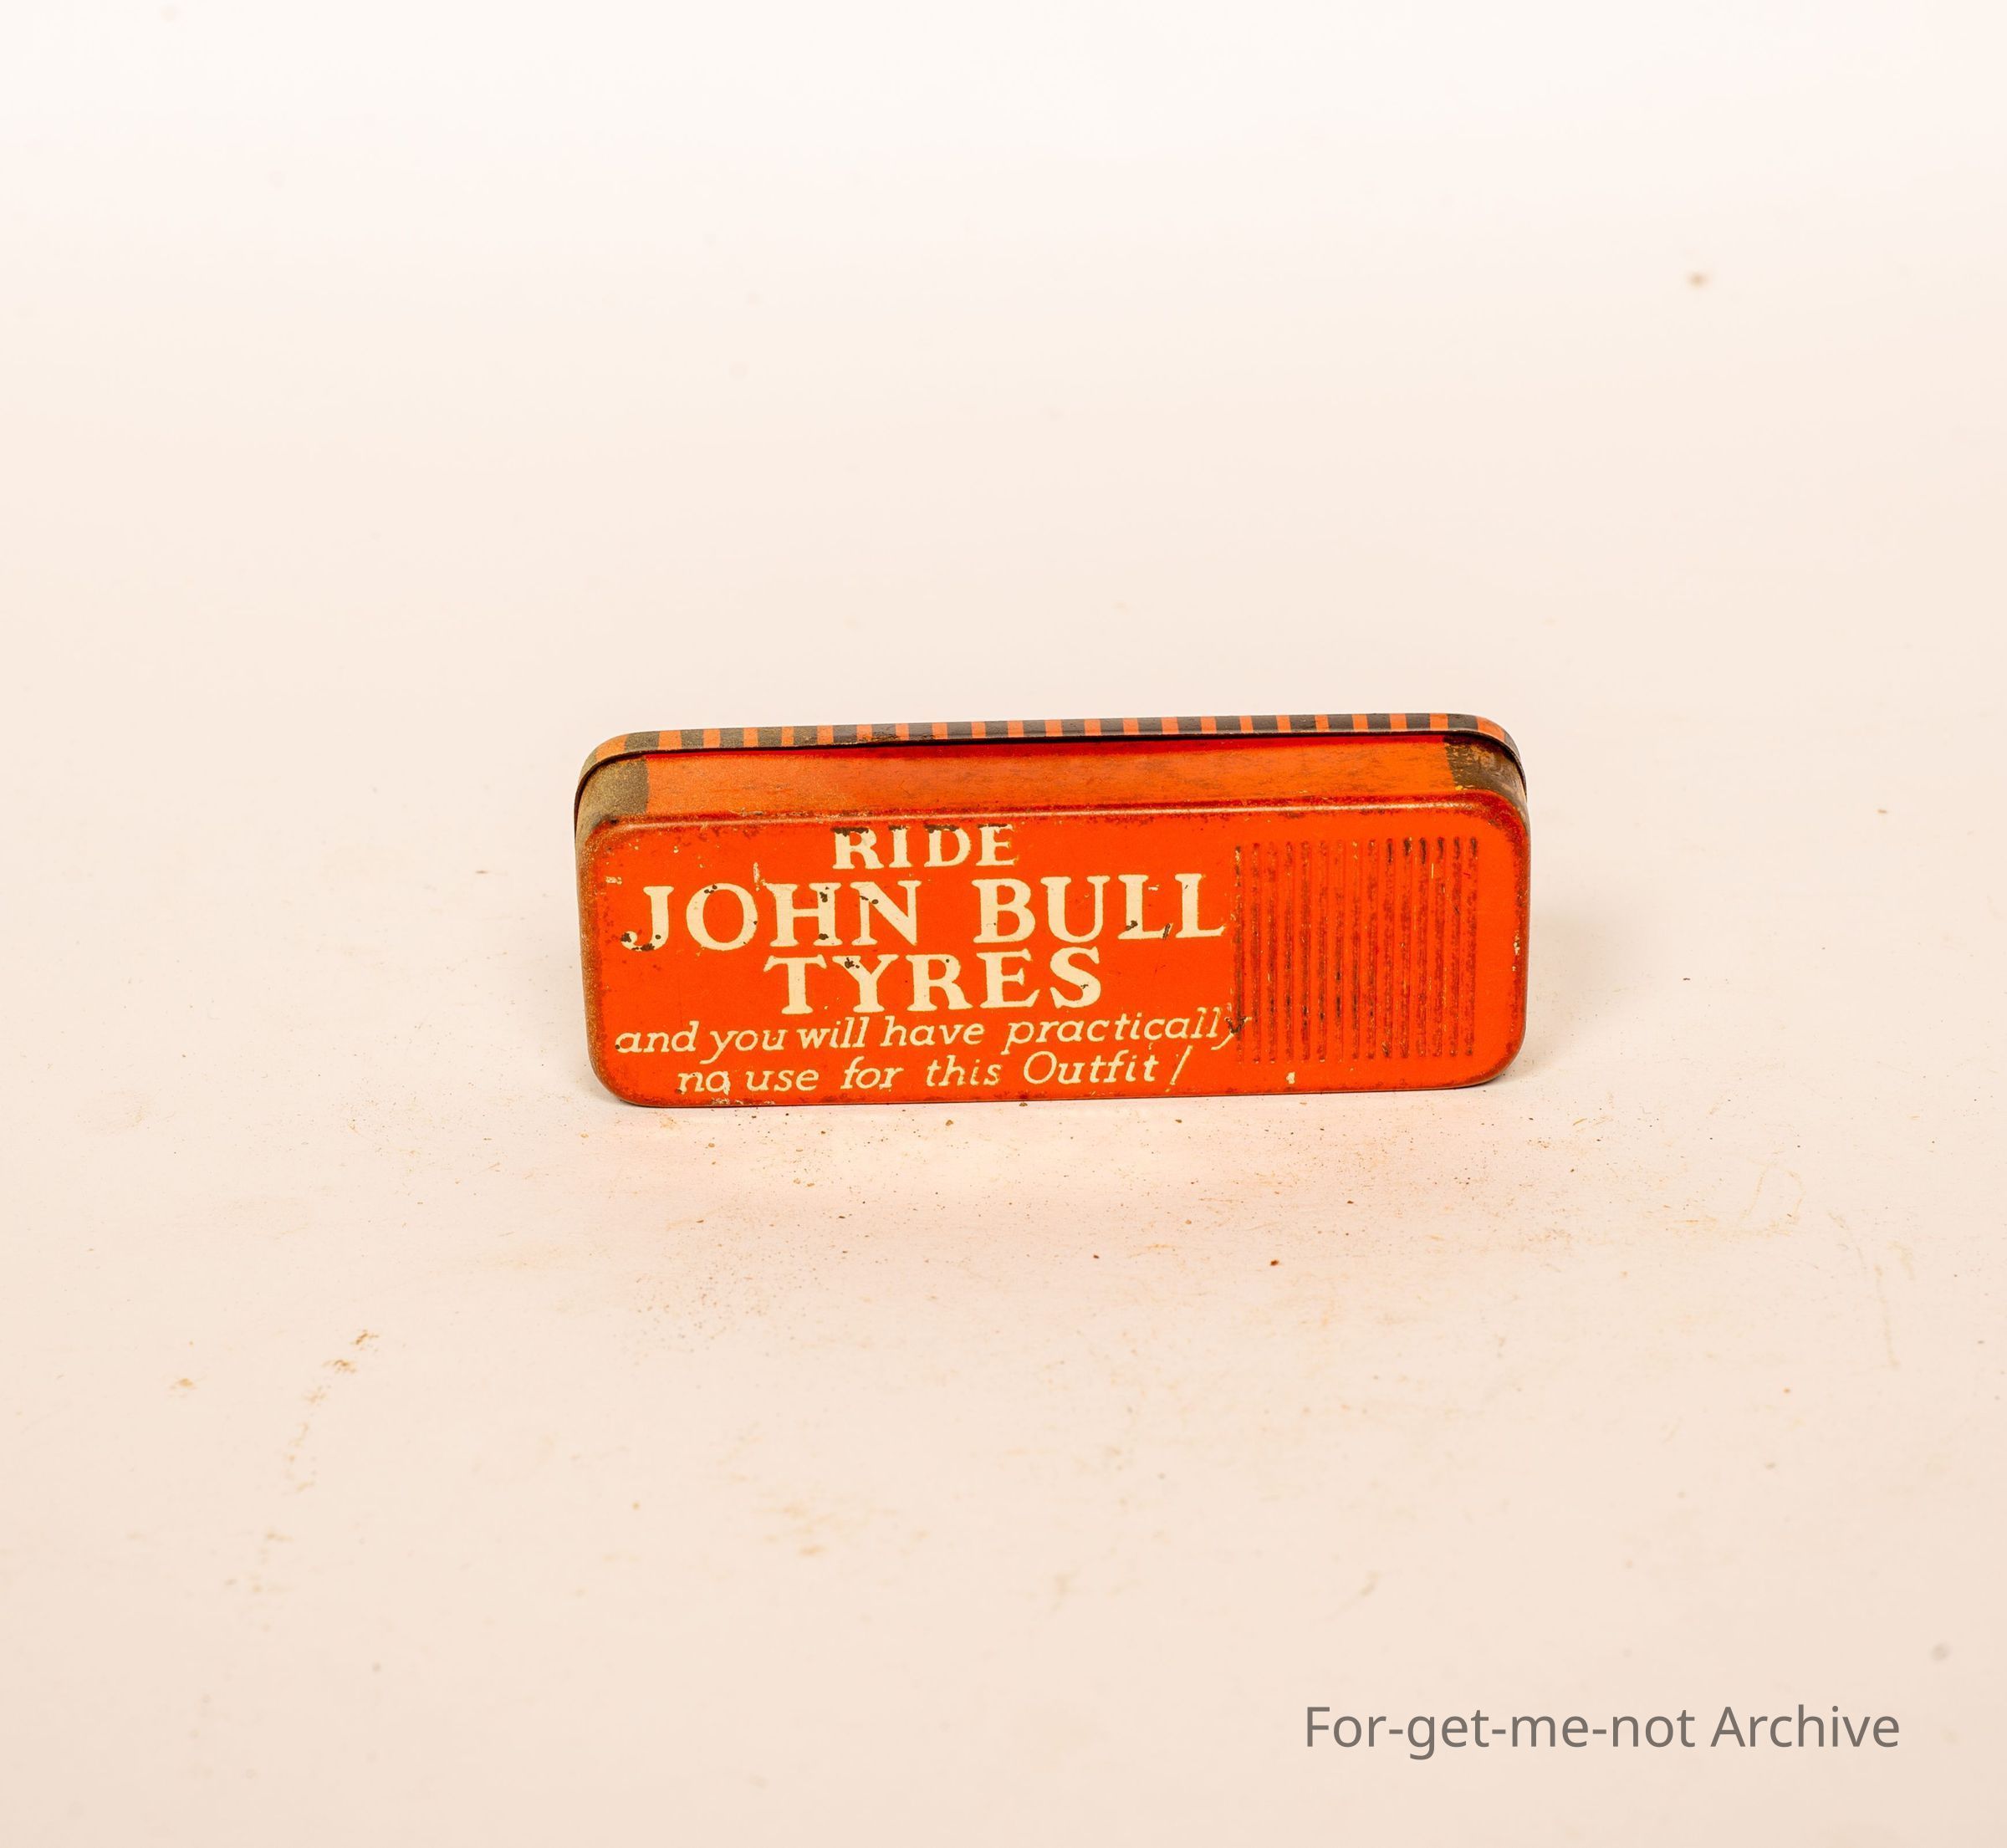 RIDE
JOHN BULL
TYRES
and you will have practically
no use for this Outfit!
For-get-me-not Archive